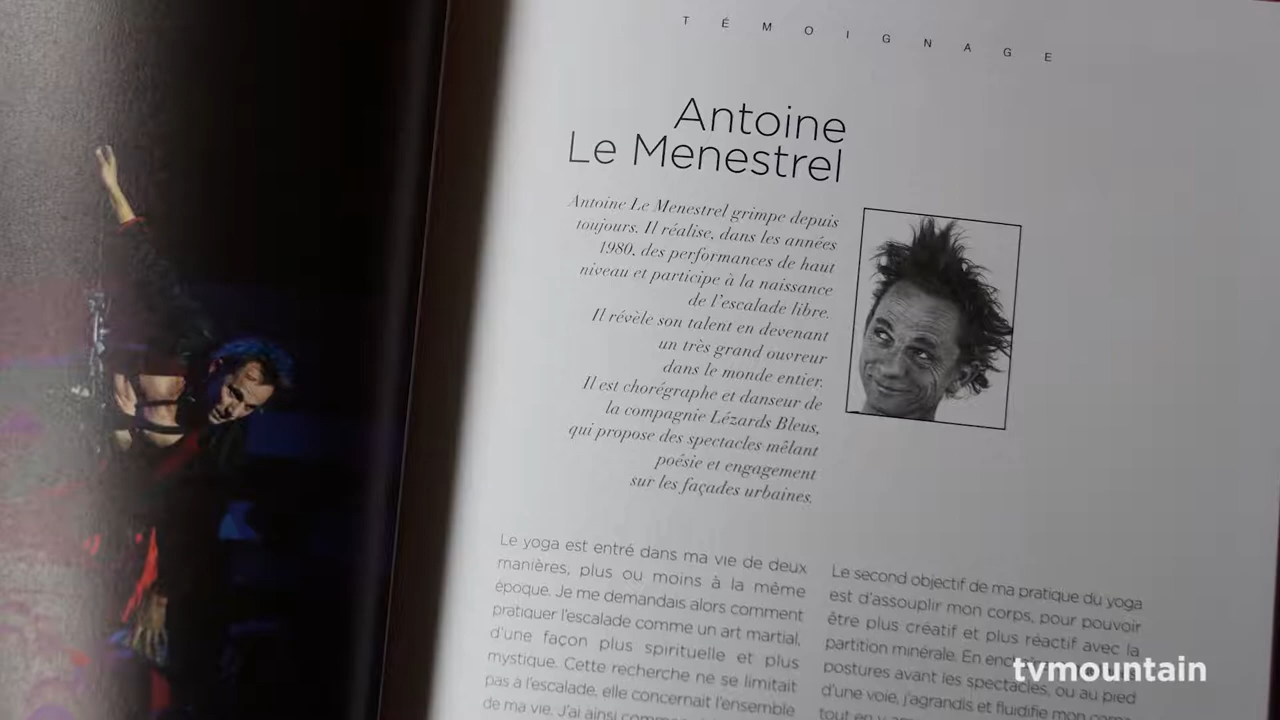 TÉMOIGNAGE
Antoine
Le Menestrel
Antoine Le Menestrel grimpe depuis
toujours. Il réalise, dans les années
1980, des performances de haut
niveau et participe à la naissance
de l'escalade libre.
Il révèle son talent en devenant
un très grand ouvreur
dans le monde entier.
Il est chorégraphe et danseur de
la compagnie Lézards Bleus,
qui propose des spectacles mêlant
poésie et engagement
sur les façades urbaines.
Le yoga est entré dans ma vie de deux
manières, plus ou moins à la même
époque. Je me demandais alors comment
pratiquer l'escalade comme un art martial,
d'une façon plus spirituelle et plus
mystique. Cette recherche ne se limitait
pas à l'escalade, elle concernait l'ensemble
de ma vie. J'ai ainsi
Le second objectif de ma pratique du yoga
est d'assouplir mon corps, pour pouvoir
être plus créatif et plus réactif avec la
partition minérale. En
postures avant les spectacles, ou au pied
d'une voie, j'agrandis et fluidifie mon
tout en
tvmountain